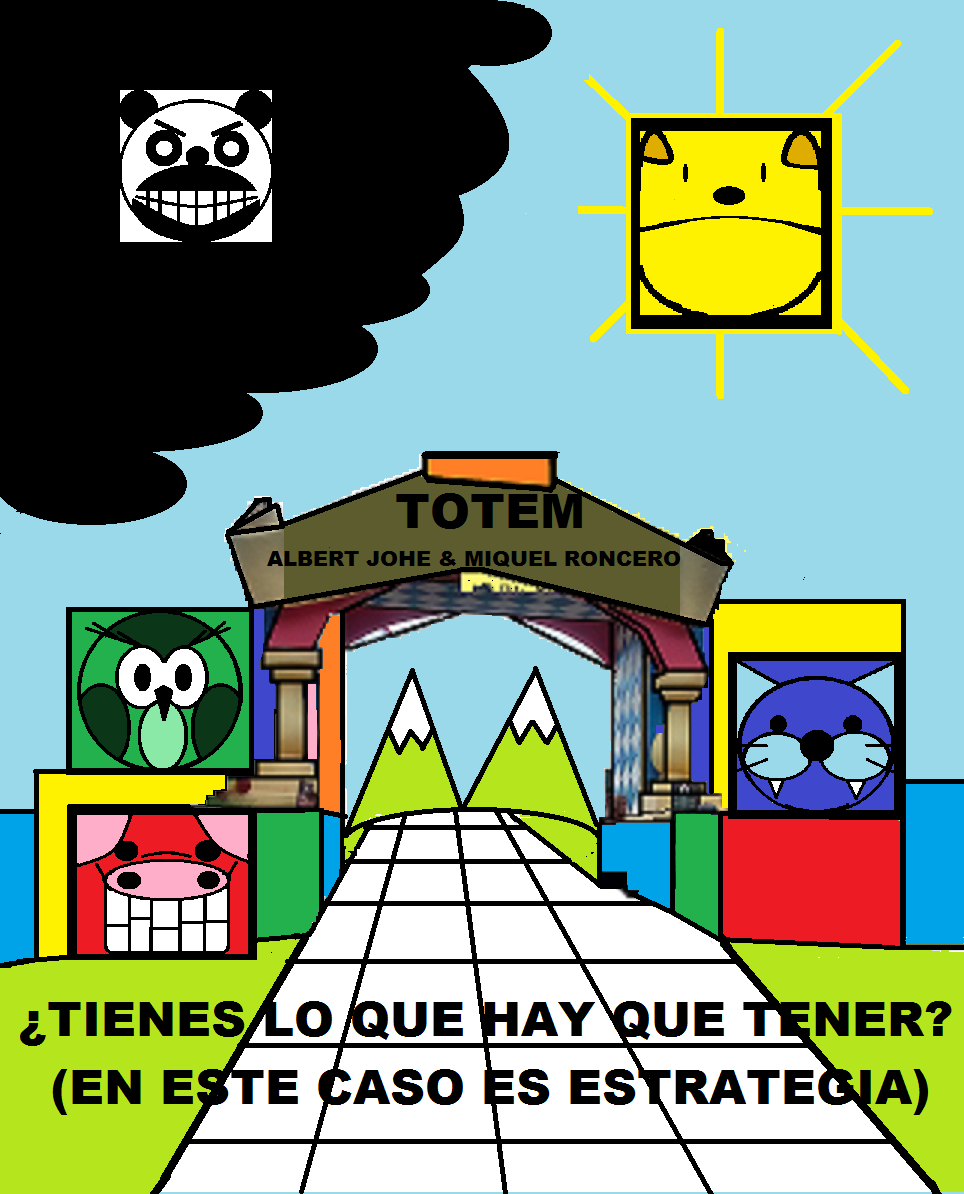 TOTEM
ALBERT JOHE & MIQUEL RONCERO
¿TIENES LO QUE HAY QUE TENER?
(EN ESTE CASO ES ESTRATEGIA)